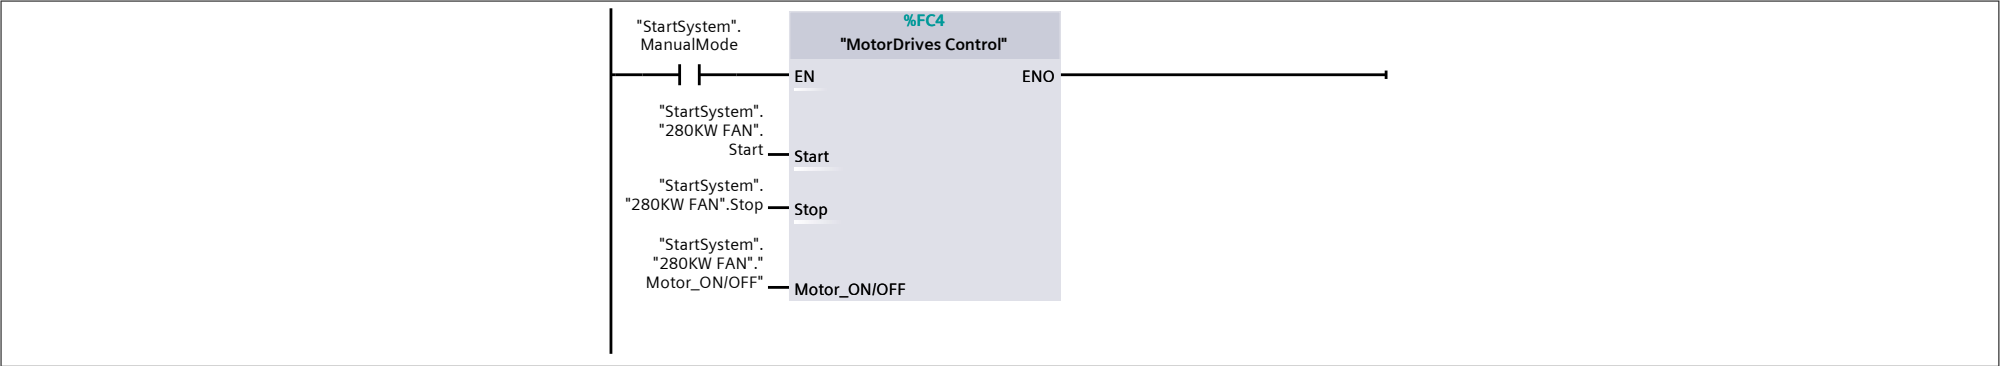 "StartSystem".
ManualMode
%FC4
"MotorDrives Control"
EN
ENO
"StartSystem".
"280KW FAN".
Start
Start
"StartSystem".
"280KW FAN".Stop
Stop
"StartSystem".
"280KW FAN"."
Motor_ON/OFF"
Motor_ON/OFF